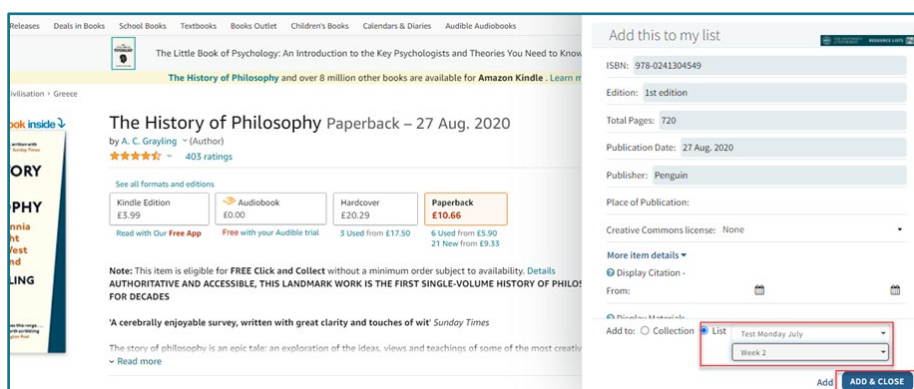 Releases Deals in Books School Books Textbooks Books Outlet Children's Books Calendars & Diaries Audible Audiobooks
The Little Book of Psychology: An Introduction to the Key Psychologists and Theories You Need to Know
The History of Philosophy and over 8 million other books are available for Amazon Kindle . Learn m
ivilisation › Greece
ook inside
ORY
PHY
nnia
ht
Vest
nd
LING
The History of Philosophy Paperback – 27 Aug. 2020
by A. C. Grayling (Author)
403 ratings
See all formats and editions
Kindle Edition
£3.99
Read with Our Free App
Audiobook
£0.00
Free with your Audible trial
Hardcover
£20.29
3 Used from £17.50
Paperback
£10.66
6 Used from £5.90
21 New from £9.33
Note: This item is eligible for FREE Click and Collect without a minimum order subject to availability. Details
AUTHORITATIVE AND ACCESSIBLE, THIS LANDMARK WORK IS THE FIRST SINGLE-VOLUME HISTORY OF PHILOS
FOR DECADES
'A cerebrally enjoyable survey, written with great clarity and touches of wit' Sunday Times
The story of philosophy is an epic tale: an exploration of the ideas, views and teachings of some of the most creativ
Read more
Add this to my list
RESOURCE LISTS
ISBN: 978-0241304549
Edition: 1st edition
Total Pages: 720
Publication Date: 27 Aug. 2020
Publisher: Penguin
Place of Publication:
Creative Commons license: None
More item details
Display Citation -
From:
Display Materials
Add to: Collection List Test Monday July
Week 2
Add ADD & CLOSE